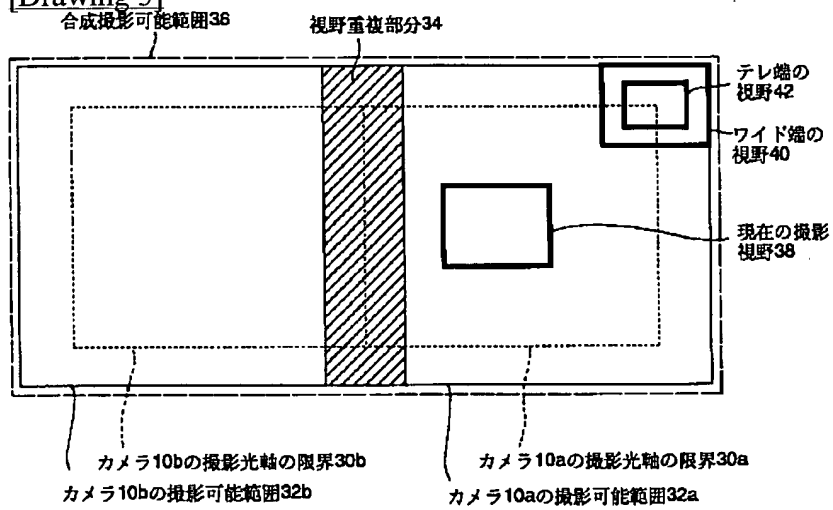 [Drawing 5]
合成撮影可能範囲36
視野重複部分34
テレ端の
視野42
ワイド端の
視野40
現在の撮影
視野38
カメラ10bの撮影光軸の限界30b
カメラ10aの撮影光軸の限界30a
カメラ10bの撮影可能範囲32b
カメラ10aの撮影可能範囲32a